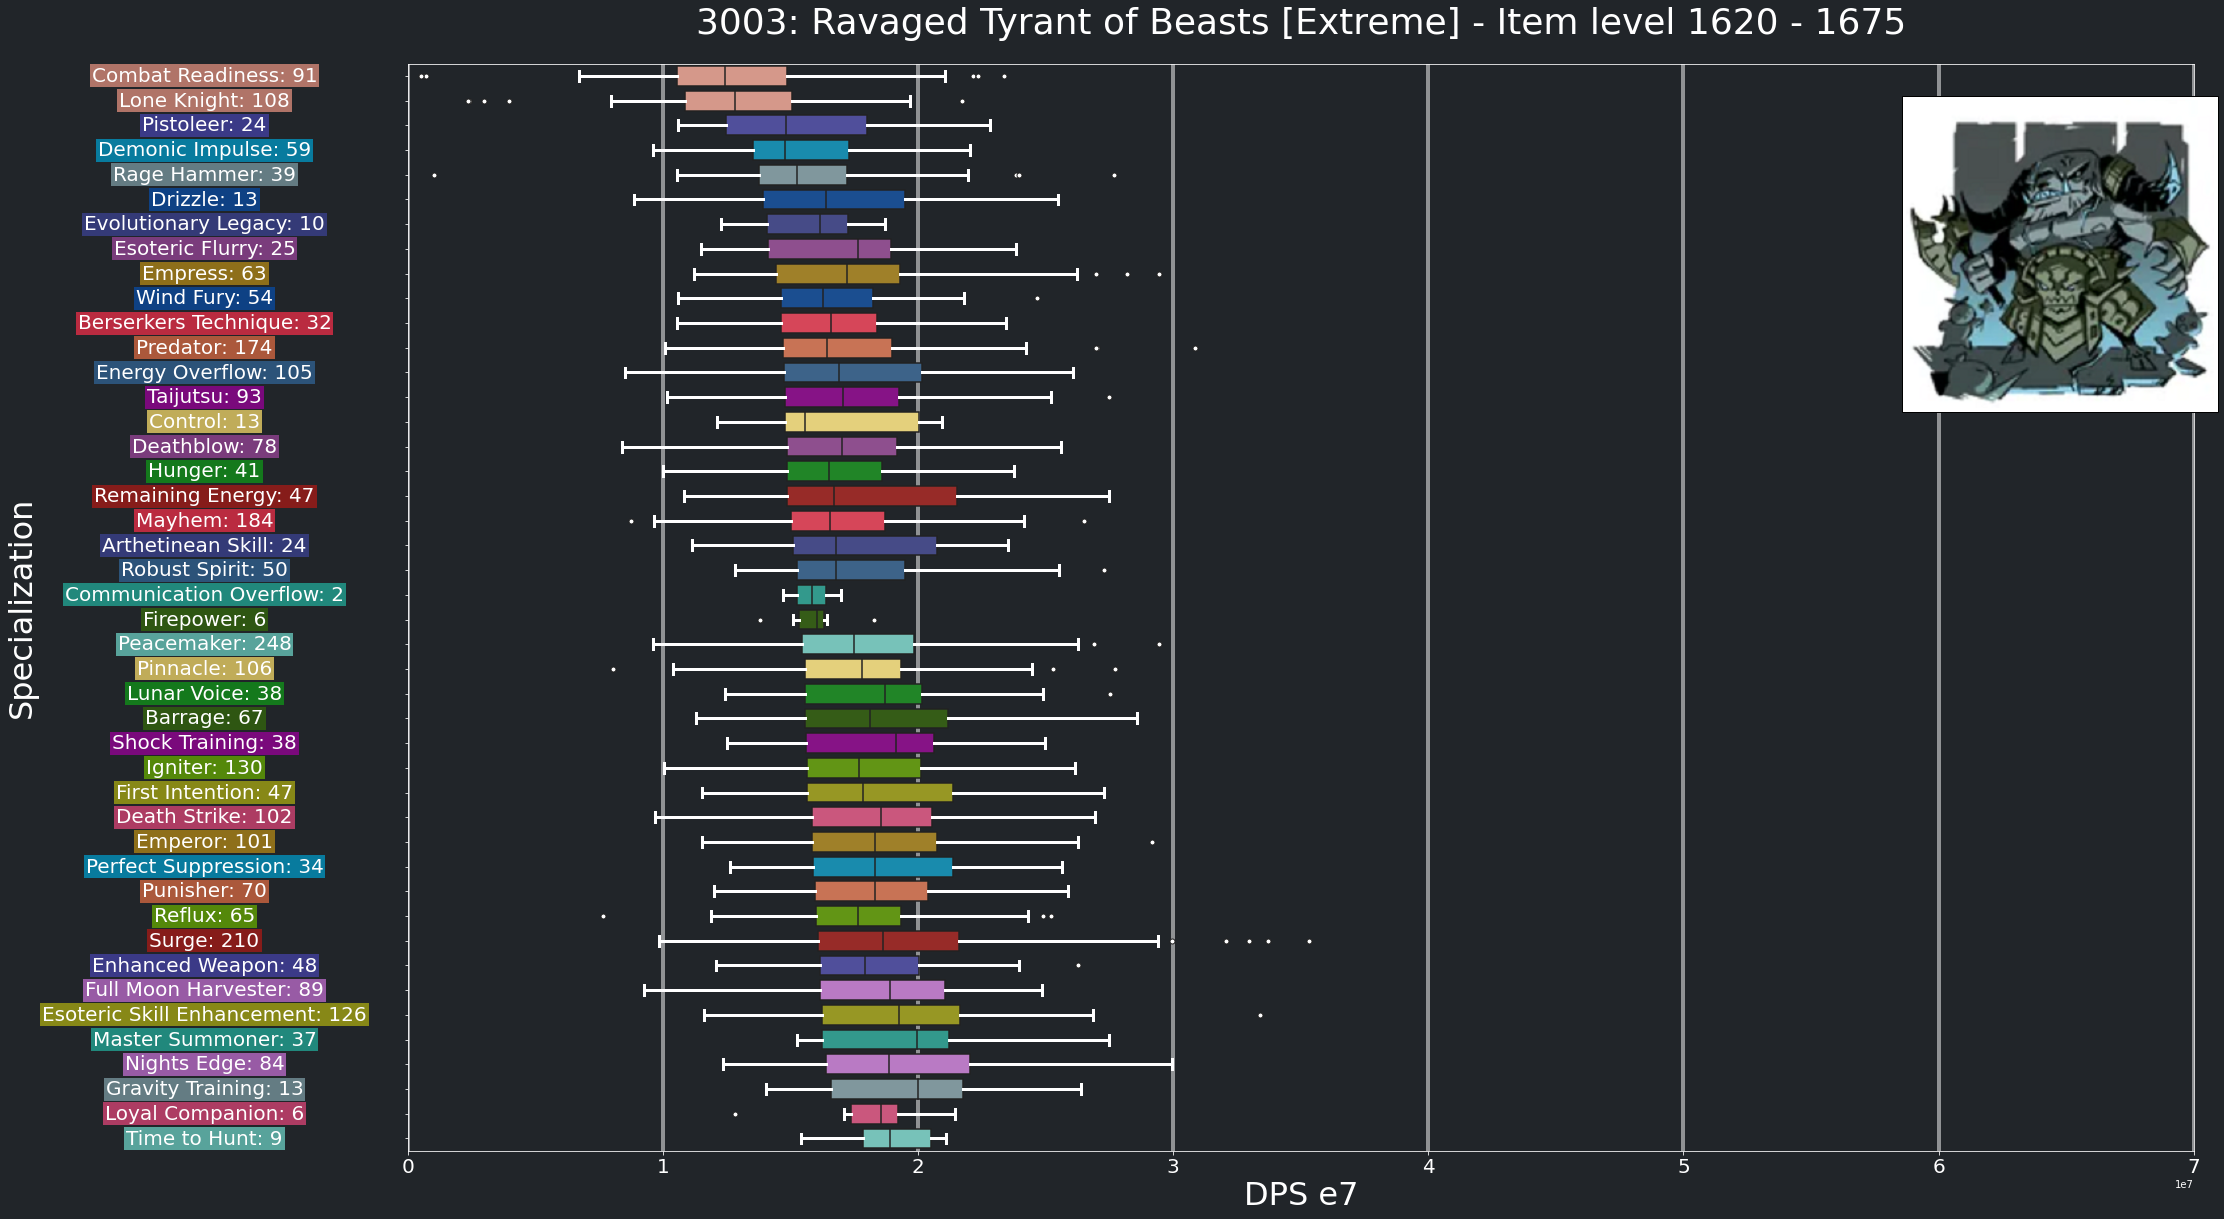 3003: Ravaged Tyrant of Beasts [Extreme] - Item level 1620 - 1675
Specialization
Combat Readiness: 91
Lone Knight: 108
Pistoleer: 24
Demonic Impulse: 59
Rage Hammer: 39
Drizzle: 13
Evolutionary Legacy: 10
Esoteric Flurry: 25
Empress: 63
Wind Fury: 54
Berserkers Technique: 32
Predator: 174
Energy Overflow: 105
Taijutsu: 93
Control: 13
Deathblow: 78
Hunger: 41
Remaining Energy: 47
Mayhem: 184
Arthetinean Skill: 24
Robust Spirit: 50
Communication Overflow: 2
Firepower: 6
Peacemaker: 248
Pinnacle: 106
Lunar Voice: 38
Barrage: 67
Shock Training: 38
Igniter: 130
First Intention: 47
Death Strike: 102
Emperor: 101
Perfect Suppression: 34
Punisher: 70
Reflux: 65
Surge: 210
Enhanced Weapon: 48
Full Moon Harvester: 89
Esoteric Skill Enhancement: 126
Master Summoner: 37
Nights Edge: 84
Gravity Training: 13
Loyal Companion: 6
Time to Hunt: 9
0 1 2 3 4 5 6 7
1e7
DPS e7